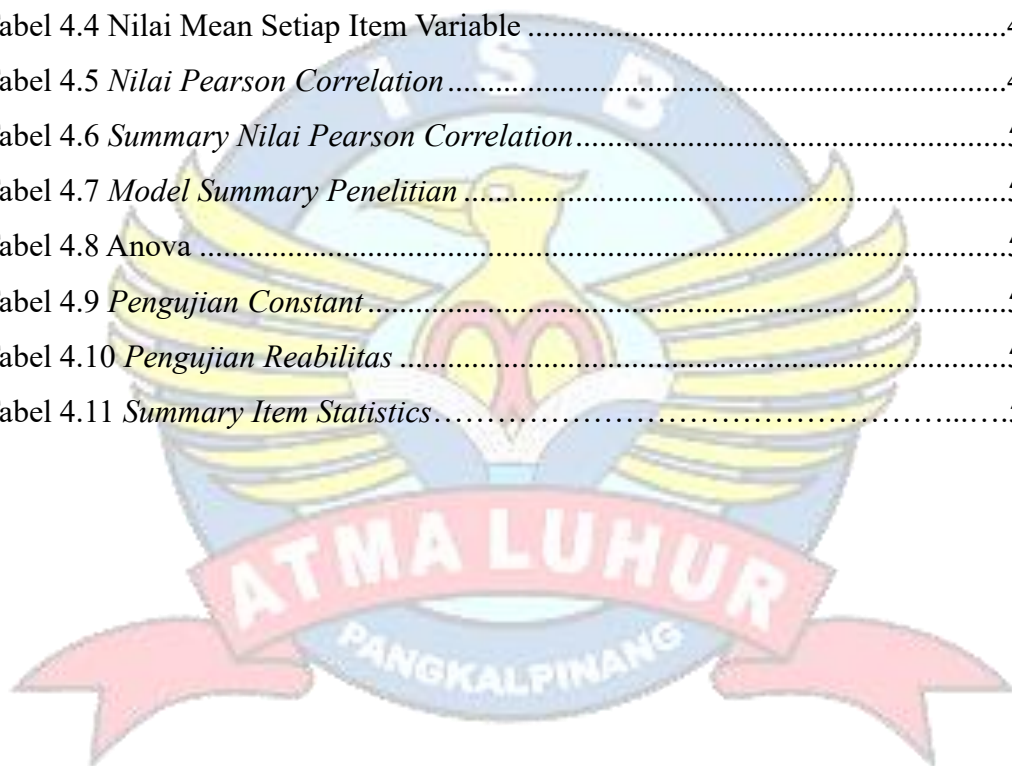 abel 4.4 Nilai Mean Setiap Item Variable ..................................................................4
abel 4.5 Nilai Pearson Correlation ..............................................................................4
abel 4.6 Summary Nilai Pearson Correlation..............................................................
abel 4.7 Model Summary Penelitian ...........................................................................
abel 4.8 Anova ...........................................................................................................
abel 4.9 Pengujian Constant .......................................................................................
abel 4.10 Pengujian Reabilitas ...................................................................................
abel 4.11 Summary Item Statistics..............................................................................
I S B
ATMA LUHUR
PANGKALPINANG